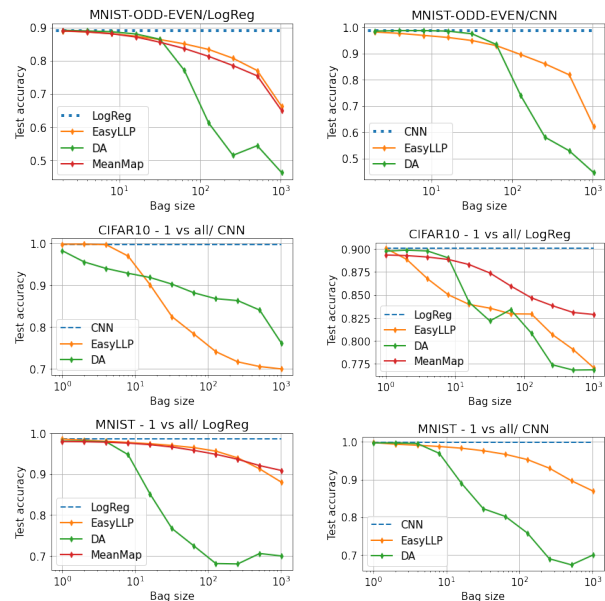 MNIST-ODD-EVEN/LogReg
0.9
0.8
0.7
0.6
0.5
Test accuracy
LogReg
EasyLLP
DA
MeanMap
10¹
10²
10³
Bag size
MNIST-ODD-EVEN/CNN
1.0
0.9
0.8
0.7
0.6
0.5
Test accuracy
CNN
EasyLLP
DA
10¹
10²
10³
Bag size
CIFAR10 - 1 vs all/ CNN
1.0
0.9
0.8
0.7
Test accuracy
CNN
EasyLLP
DA
10⁰
10¹
10²
10³
Bag size
CIFAR10 - 1 vs all/ LogReg
0.900
0.875
0.850
0.825
0.800
0.775
Test accuracy
LogReg
EasyLLP
DA
MeanMap
10⁰
10¹
10²
10³
Bag size
MNIST - 1 vs all/ LogReg
1.0
0.9
0.8
0.7
Test accuracy
LogReg
EasyLLP
DA
MeanMap
10⁰
10¹
10²
10³
Bag size
MNIST - 1 vs all/ CNN
1.0
0.9
0.8
0.7
Test accuracy
CNN
EasyLLP
DA
10⁰
10¹
10²
10³
Bag size